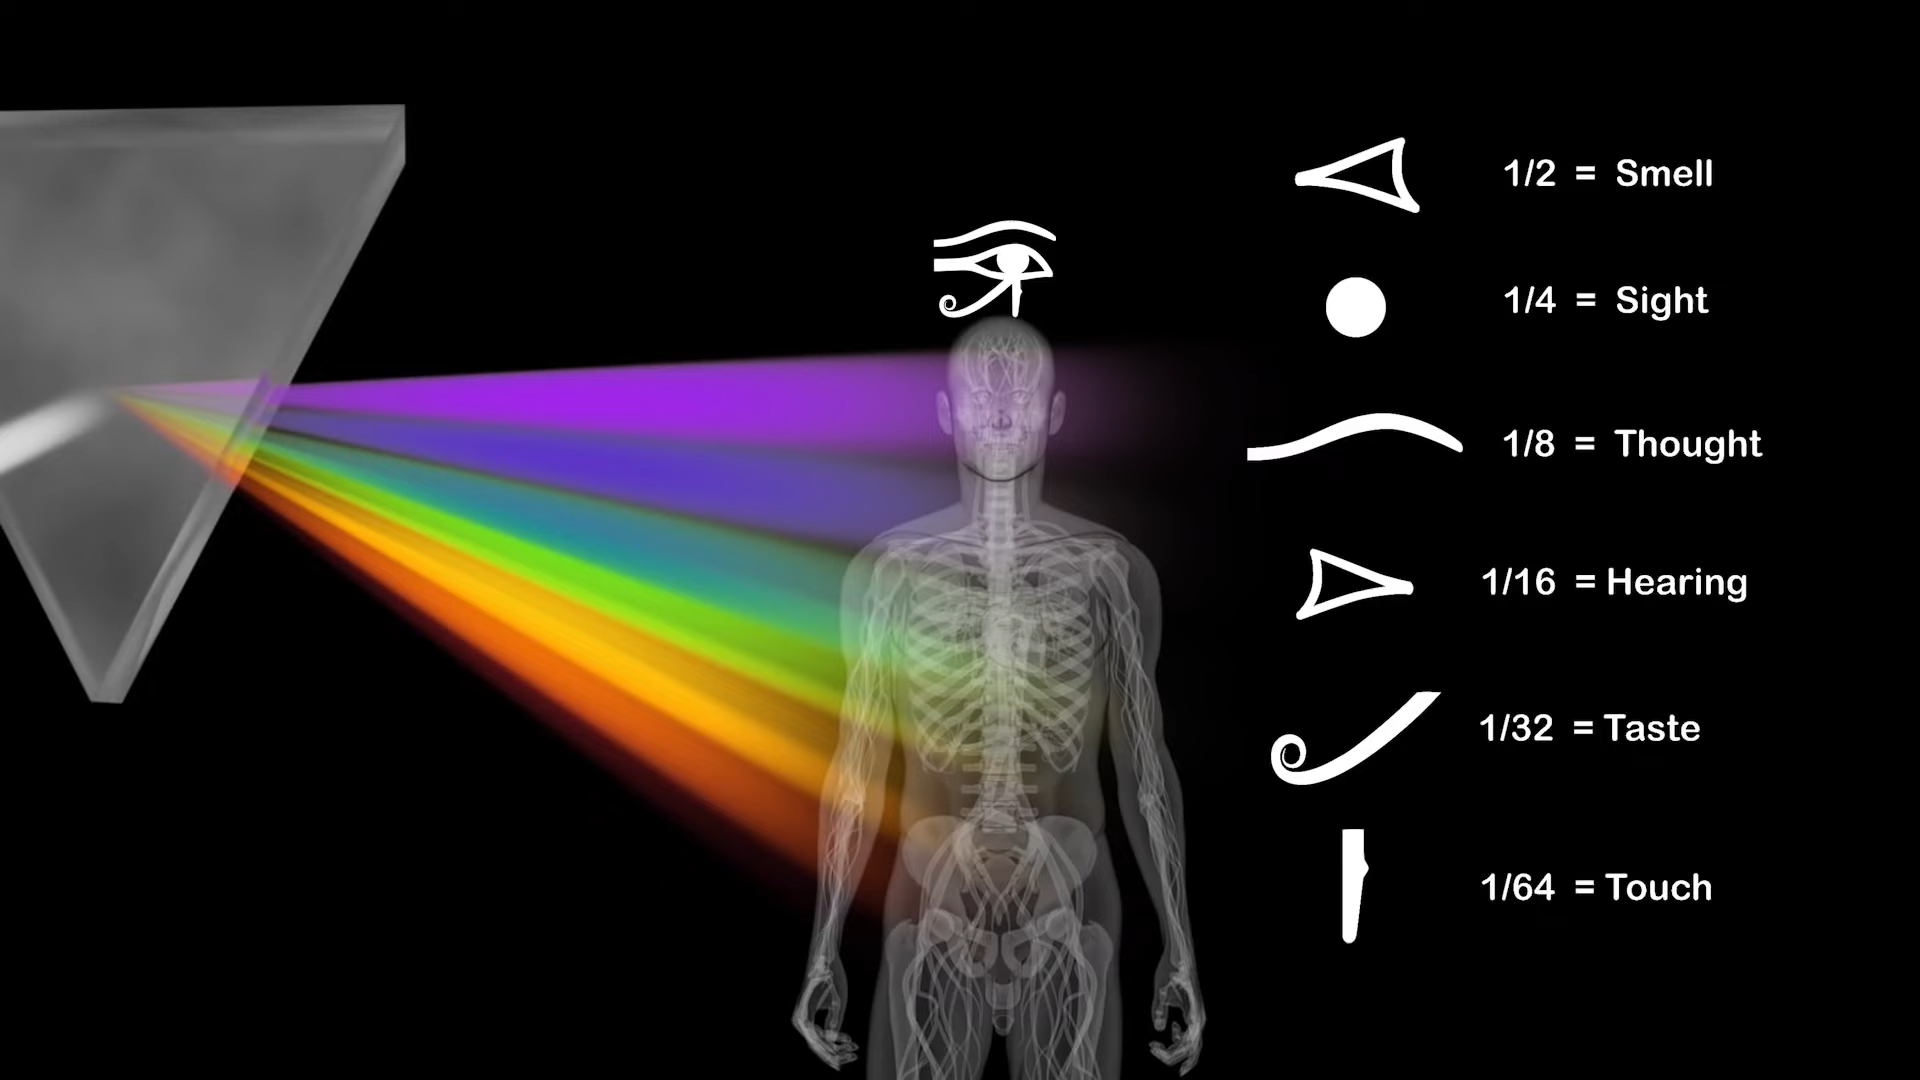 1/2 = Smell
1/4 = Sight
1/8 = Thought
1/16 = Hearing
1/32 = Taste
1/64 = Touch